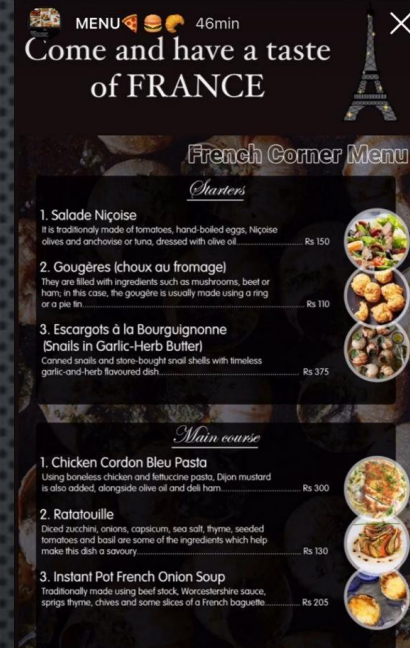 MENU🍕🍔🥐 46min
Come and have a taste
of FRANCE
French Corner Menu
Starters
1. Salade Niçoise
It is traditionaly made of tomatoes, hand-boiled eggs, Niçoise
olives and anchovise or tuna, dressed with olive oil.......................... Rs 150
2. Gougères (choux au fromage)
They are filled with ingredients such as mushrooms, beet or
ham; in this case, the gougère is usually made using a ring
or a pie tin.......................... Rs 110
3. Escargots à la Bourguignonne
(Snails in Garlic-Herb Butter)
Canned snails and store-bought snail shells with timeless
garlic-and-herb flavoured dish.......................... Rs 375
Main course
1. Chicken Cordon Bleu Pasta
Using boneless chicken and fettuccine pasta, Dijon mustard
is also added, alongside olive oil and deli ham.......................... Rs 300
2. Ratatouille
Diced zucchini, onions, capsicum, sea salt, thyme, seeded
tomatoes and basil are some of the ingredients which help
make this dish a savoury.......................... Rs 130
3. Instant Pot French Onion Soup
Traditionally made using beef stock, Worcestershire sauce,
sprigs thyme, chives and some slices of a French baguette.............. Rs 205